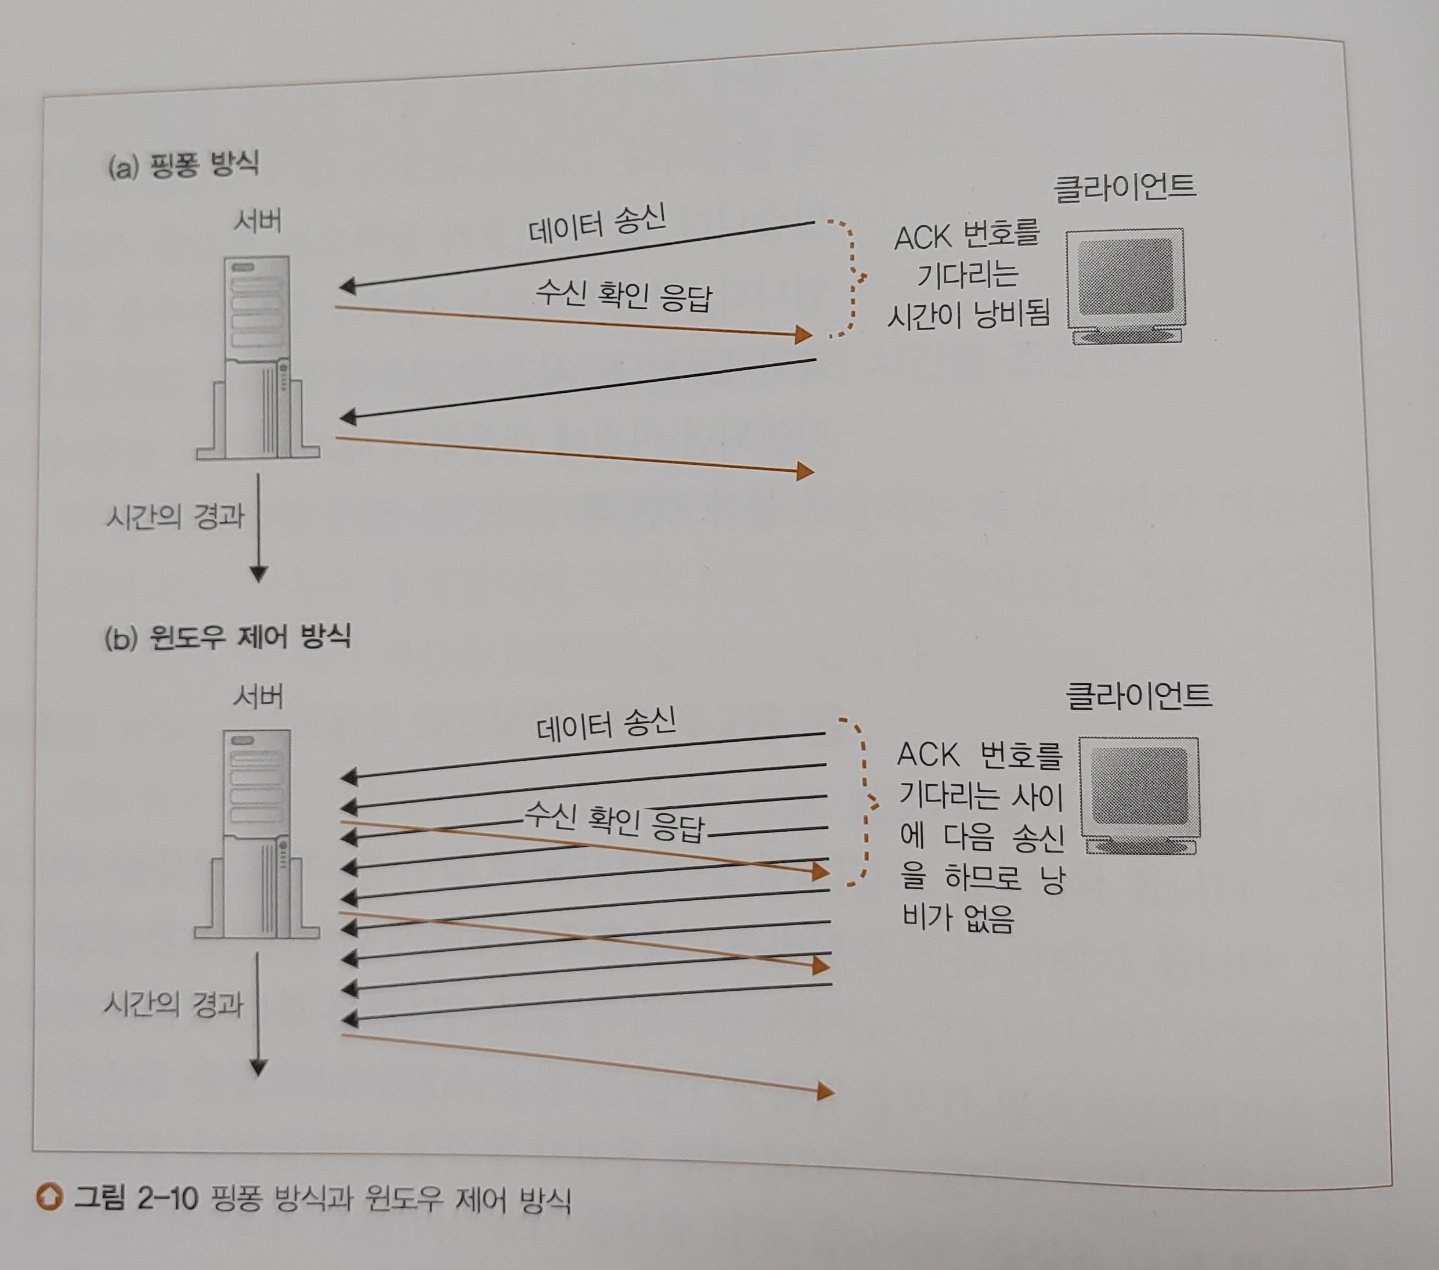 (a) 핑퐁 방식
서버
클라이언트
데이터 송신
수신 확인 응답
ACK 번호를
기다리는
시간이 낭비됨
시간의 경과
(b) 윈도우 제어 방식
서버
클라이언트
데이터 송신
수신 확인 응답
ACK 번호를
기다리는 사이
에 다음 송신
을 하므로 낭
비가 없음
시간의 경과
그림 2-10 핑퐁 방식과 윈도우 제어 방식